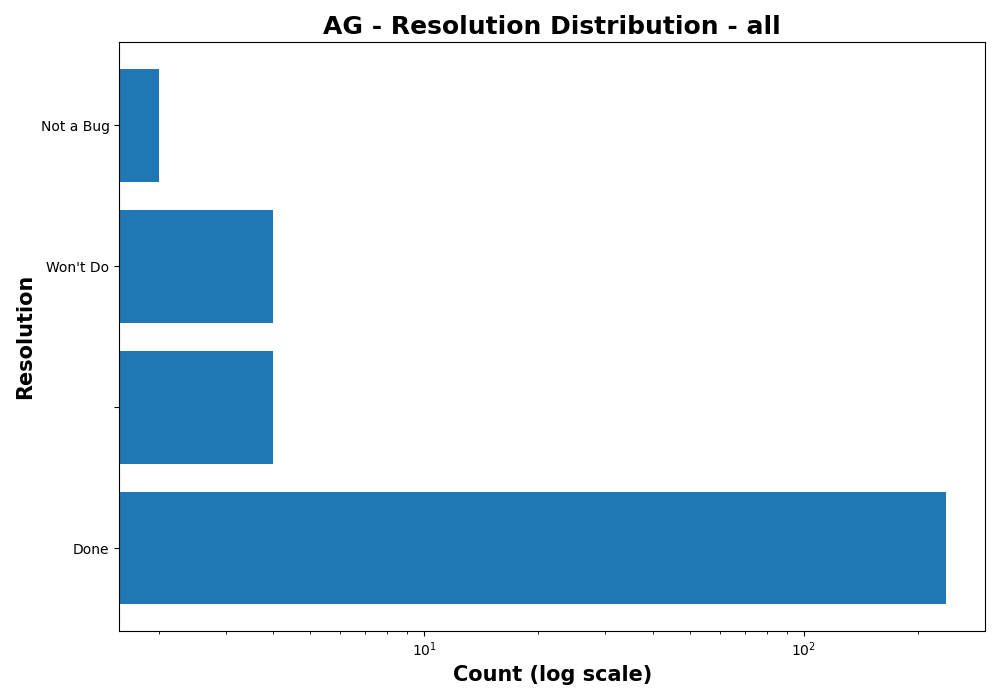 AG - Resolution Distribution - all
Not a Bug
Won't Do
Done
Resolution
10¹
10²
Count (log scale)